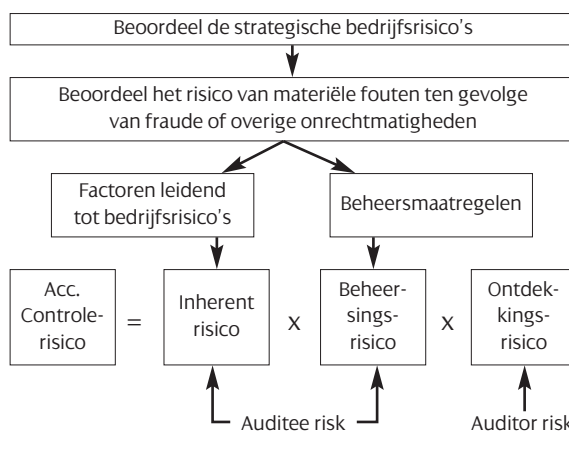 Beoordeel de strategische bedrijfsrisico's
Beoordeel het risico van materiële fouten ten gevolge
van fraude of overige onrechtmatigheden
Factoren leidend
tot bedrijfsrisico's
Beheersmaatregelen
Acc.
Controle-
risico
=
Inherent
risico
x
Beheer-
sings-
risico
x
Ontdek-
kings-
risico
Auditee risk
Auditor risk